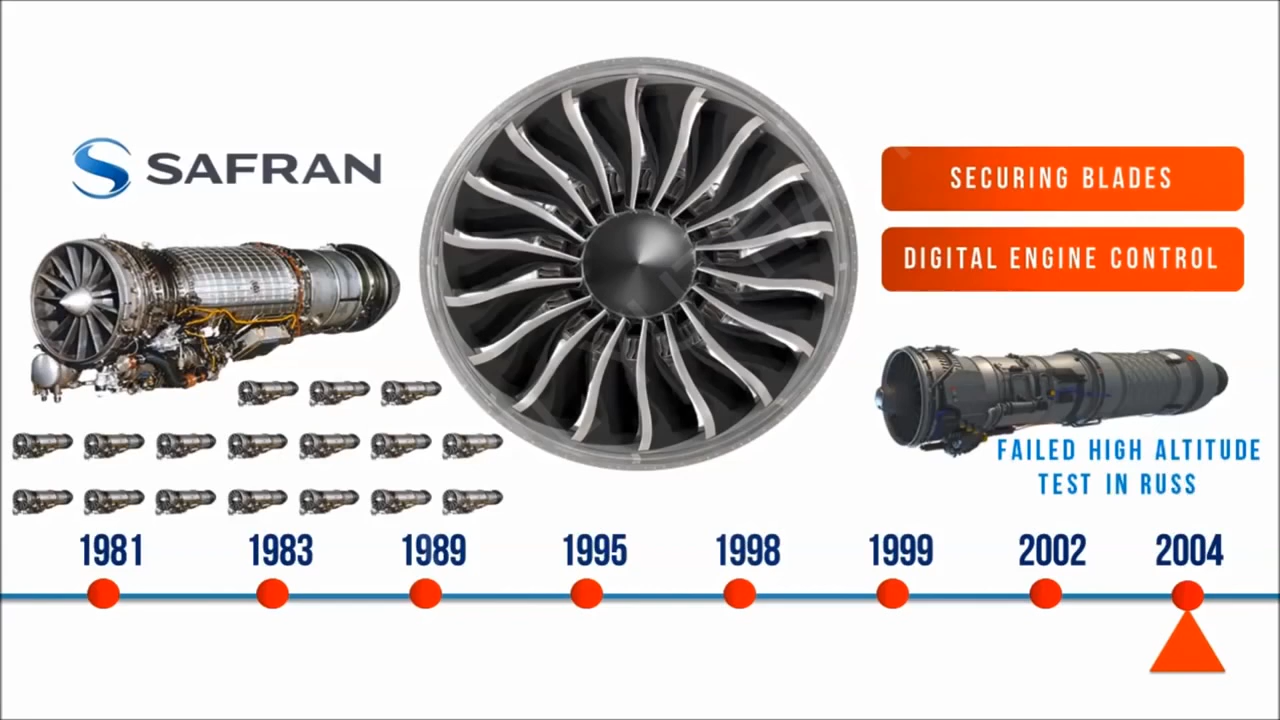 SAFRAN
SECURING BLADES
DIGITAL ENGINE CONTROL
FAILED HIGH ALTITUDE
TEST IN RUSS
1981
1983
1989
1995
1998
1999
2002
2004